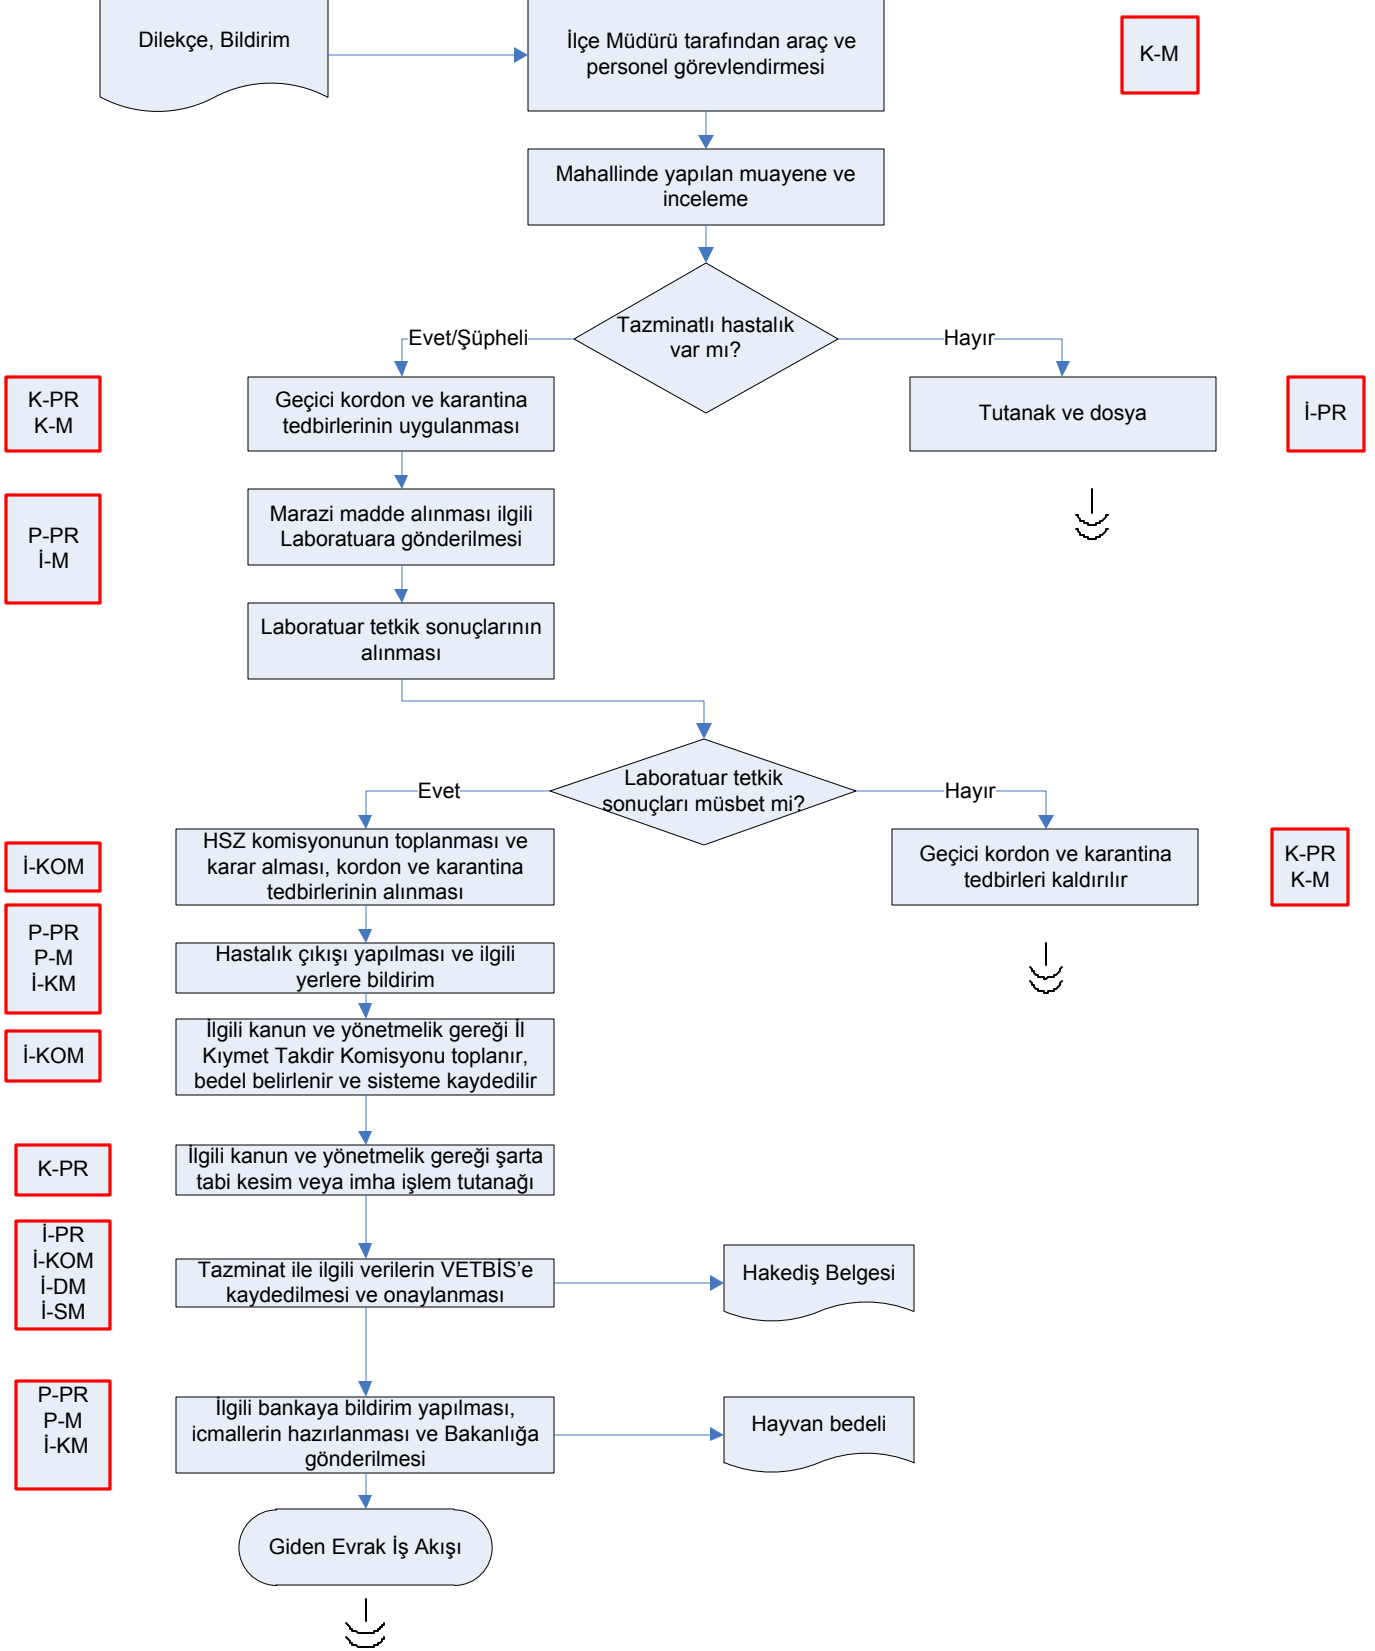 Dilekçe, Bildirim
İlçe Müdürü tarafından araç ve
personel görevlendirmesi
K-M
Mahallinde yapılan muayene ve
inceleme
Tazminatlı hastalık
var mı?
Evet/Şüpheli
Hayır
K-PR
K-M
Geçici kordon ve karantina
tedbirlerinin uygulanması
Tutanak ve dosya
İ-PR
P-PR
İ-M
Marazi madde alınması ilgili
Laboratuara gönderilmesi
Laboratuar tetkik sonuçlarının
alınması
Laboratuar tetkik
sonuçları müsbet mi?
Evet
Hayır
İ-KOM
HSZ komisyonunun toplanması ve
karar alması, kordon ve karantina
tedbirlerinin alınması
Geçici kordon ve karantina
tedbirleri kaldırılır
K-PR
K-M
P-PR
P-M
İ-KM
Hastalık çıkışı yapılması ve ilgili
yerlere bildirim
İ-KOM
İlgili kanun ve yönetmelik gereği İl
Kıymet Takdir Komisyonu toplanır,
bedel belirlenir ve sisteme kaydedilir
K-PR
İlgili kanun ve yönetmelik gereği şarta
tabi kesim veya imha işlem tutanağı
İ-PR
İ-KOM
İ-DM
İ-SM
Tazminat ile ilgili verilerin VETBİS’e
kaydedilmesi ve onaylanması
Hakediş Belgesi
P-PR
P-M
İ-KM
İlgili bankaya bildirim yapılması,
icmallerin hazırlanması ve Bakanlığa
gönderilmesi
Hayvan bedeli
Giden Evrak İş Akışı